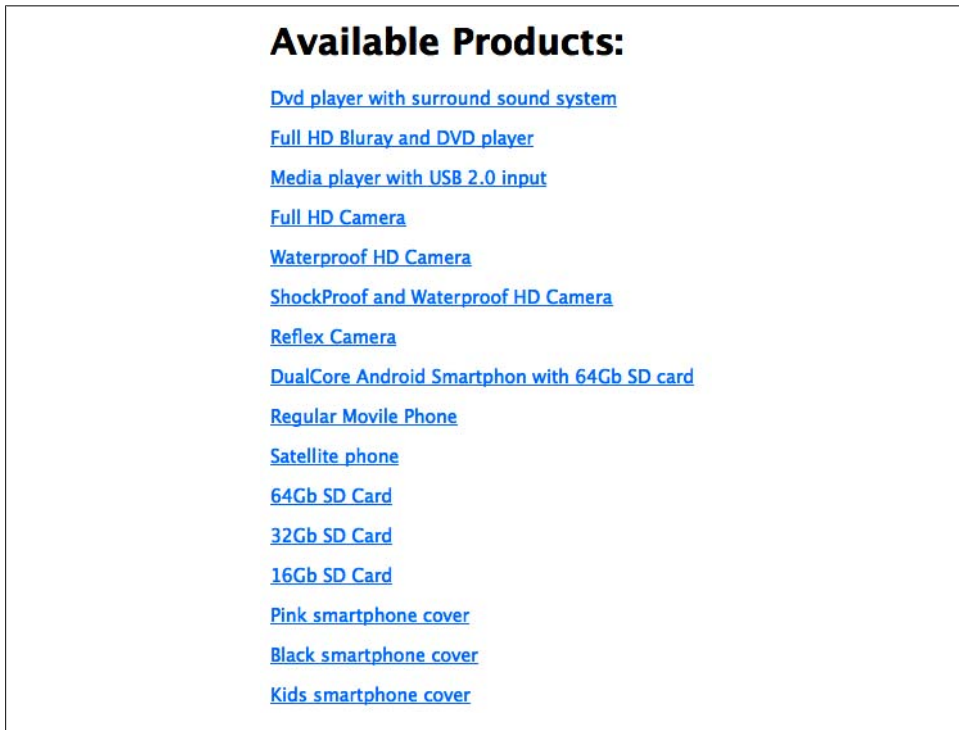 Available Products:
Dvd player with surround sound system
Full HD Bluray and DVD player
Media player with USB 2.0 input
Full HD Camera
Waterproof HD Camera
ShockProof and Waterproof HD Camera
Reflex Camera
DualCore Android Smartphon with 64Gb SD card
Regular Movile Phone
Satellite phone
64Gb SD Card
32Gb SD Card
16Gb SD Card
Pink smartphone cover
Black smartphone cover
Kids smartphone cover